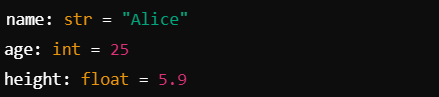 name: str = "Alice"
age: int = 25
height: float = 5.9